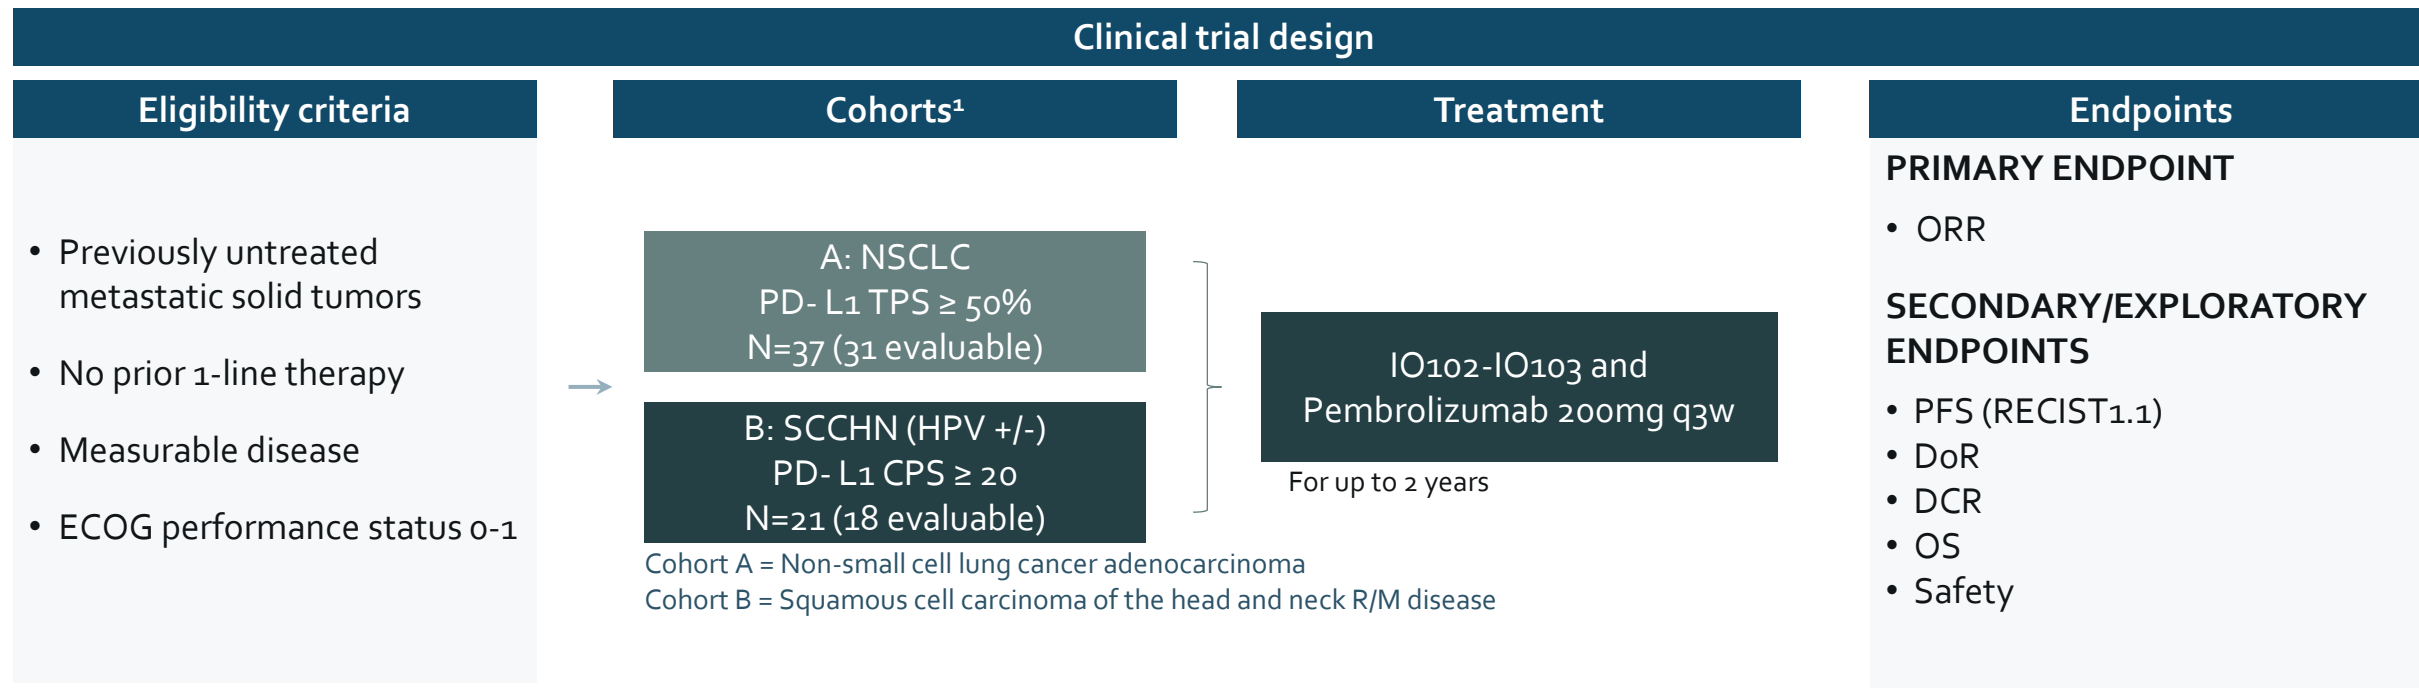 Clinical trial design
Eligibility criteria
• Previously untreated
metastatic solid tumors
• No prior 1-line therapy
• Measurable disease
• ECOG performance status 0-1
Cohorts¹
A: NSCLC
PD- L1 TPS ≥ 50%
N=37 (31 evaluable)
B: SCCHN (HPV +/-)
PD- L1 CPS ≥ 20
N=21 (18 evaluable)
Cohort A = Non-small cell lung cancer adenocarcinoma
Cohort B = Squamous cell carcinoma of the head and neck R/M disease
Treatment
IO102-IO103 and
Pembrolizumab 200mg q3w
For up to 2 years
Endpoints
PRIMARY ENDPOINT
• ORR
SECONDARY/EXPLORATORY
ENDPOINTS
• PFS (RECIST1.1)
• DoR
• DCR
• OS
• Safety